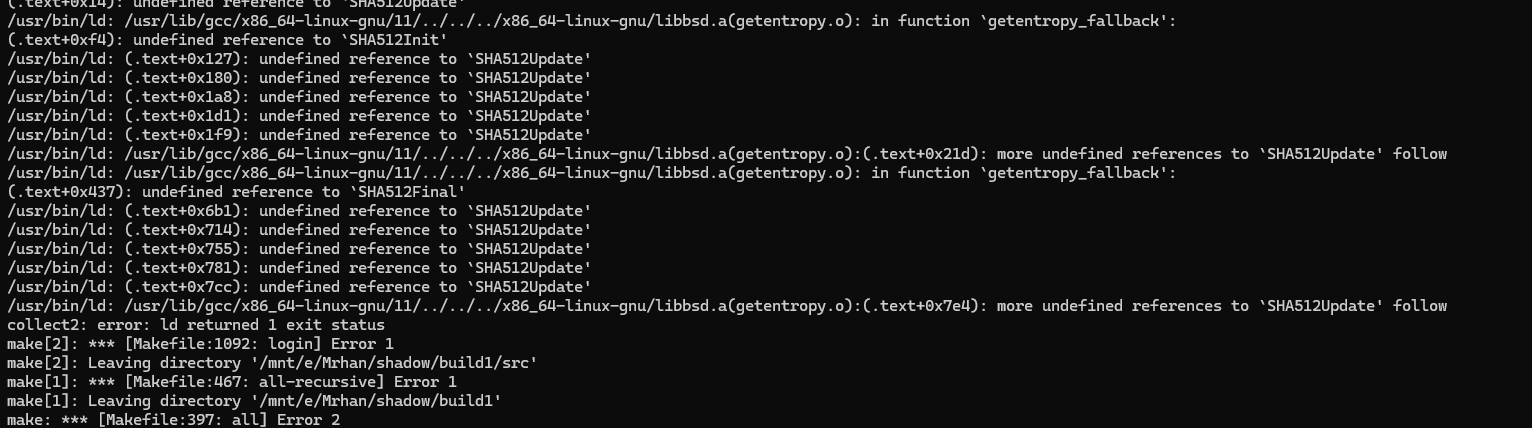 (.text+0x14): undefined reference to `SHA512Update'
/usr/bin/ld: /usr/lib/gcc/x86_64-linux-gnu/11/../../../x86_64-linux-gnu/libbsd.a(getentropy.o): in function `getentropy_fallback':
(.text+0xf4): undefined reference to `SHA512Init'
/usr/bin/ld: (.text+0x127): undefined reference to `SHA512Update'
/usr/bin/ld: (.text+0x180): undefined reference to `SHA512Update'
/usr/bin/ld: (.text+0x1a8): undefined reference to `SHA512Update'
/usr/bin/ld: (.text+0x1d1): undefined reference to `SHA512Update'
/usr/bin/ld: (.text+0x1f9): undefined reference to `SHA512Update'
/usr/bin/ld: /usr/lib/gcc/x86_64-linux-gnu/11/../../../x86_64-linux-gnu/libbsd.a(getentropy.o):(.text+0x21d): more undefined references to `SHA512Update' follow
/usr/bin/ld: /usr/lib/gcc/x86_64-linux-gnu/11/../../../x86_64-linux-gnu/libbsd.a(getentropy.o): in function `getentropy_fallback':
(.text+0x437): undefined reference to `SHA512Final'
/usr/bin/ld: (.text+0x6b1): undefined reference to `SHA512Update'
/usr/bin/ld: (.text+0x714): undefined reference to `SHA512Update'
/usr/bin/ld: (.text+0x755): undefined reference to `SHA512Update'
/usr/bin/ld: (.text+0x781): undefined reference to `SHA512Update'
/usr/bin/ld: (.text+0x7cc): undefined reference to `SHA512Update'
/usr/bin/ld: /usr/lib/gcc/x86_64-linux-gnu/11/../../../x86_64-linux-gnu/libbsd.a(getentropy.o):(.text+0x7e4): more undefined references to `SHA512Update' follow
collect2: error: ld returned 1 exit status
make[2]: *** [Makefile:1092: login] Error 1
make[2]: Leaving directory '/mnt/e/Mrhan/shadow/build1/src'
make[1]: *** [Makefile:467: all-recursive] Error 1
make[1]: Leaving directory '/mnt/e/Mrhan/shadow/build1'
make: *** [Makefile:397: all] Error 2